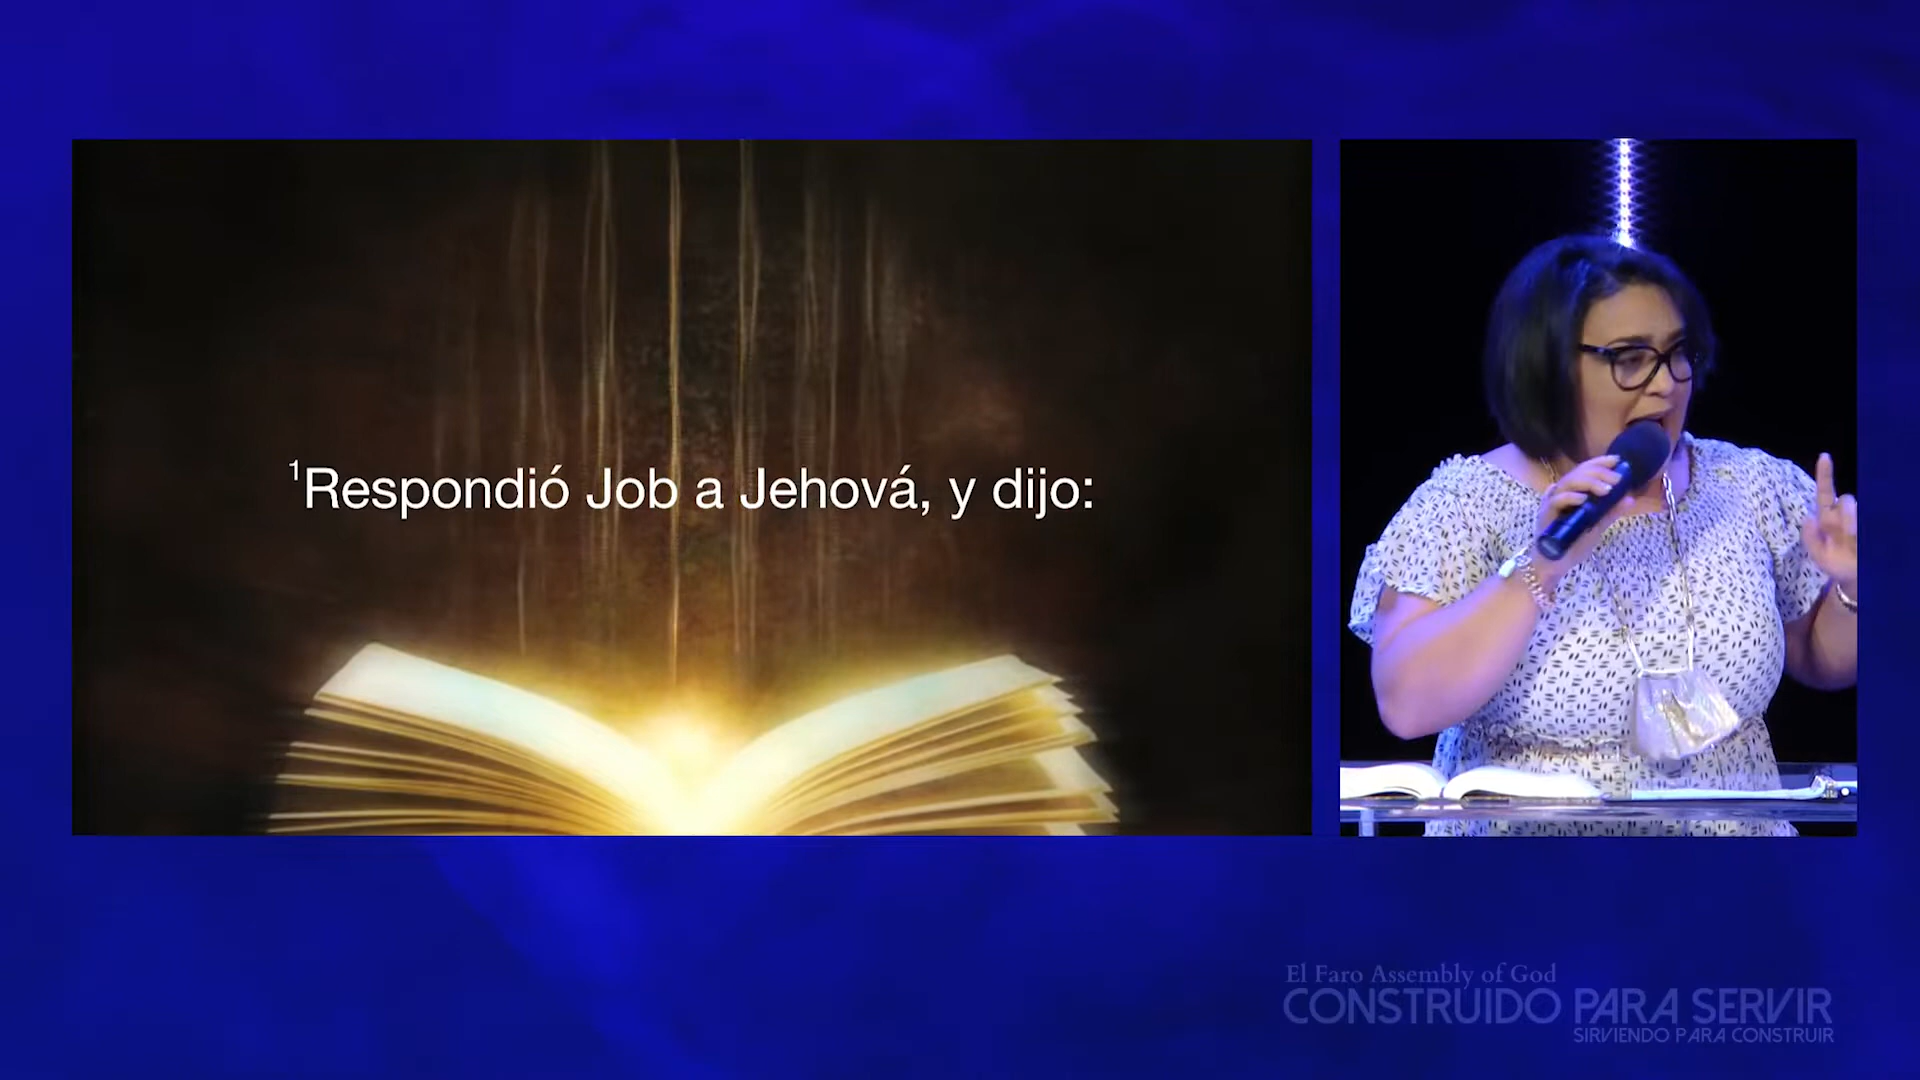 ¹Respondió Job a Jehová, y dijo:
El Faro Assembly of God
CONSTRUIDO PARA SERVIR
SIRVIENDO PARA CONSTRUIR